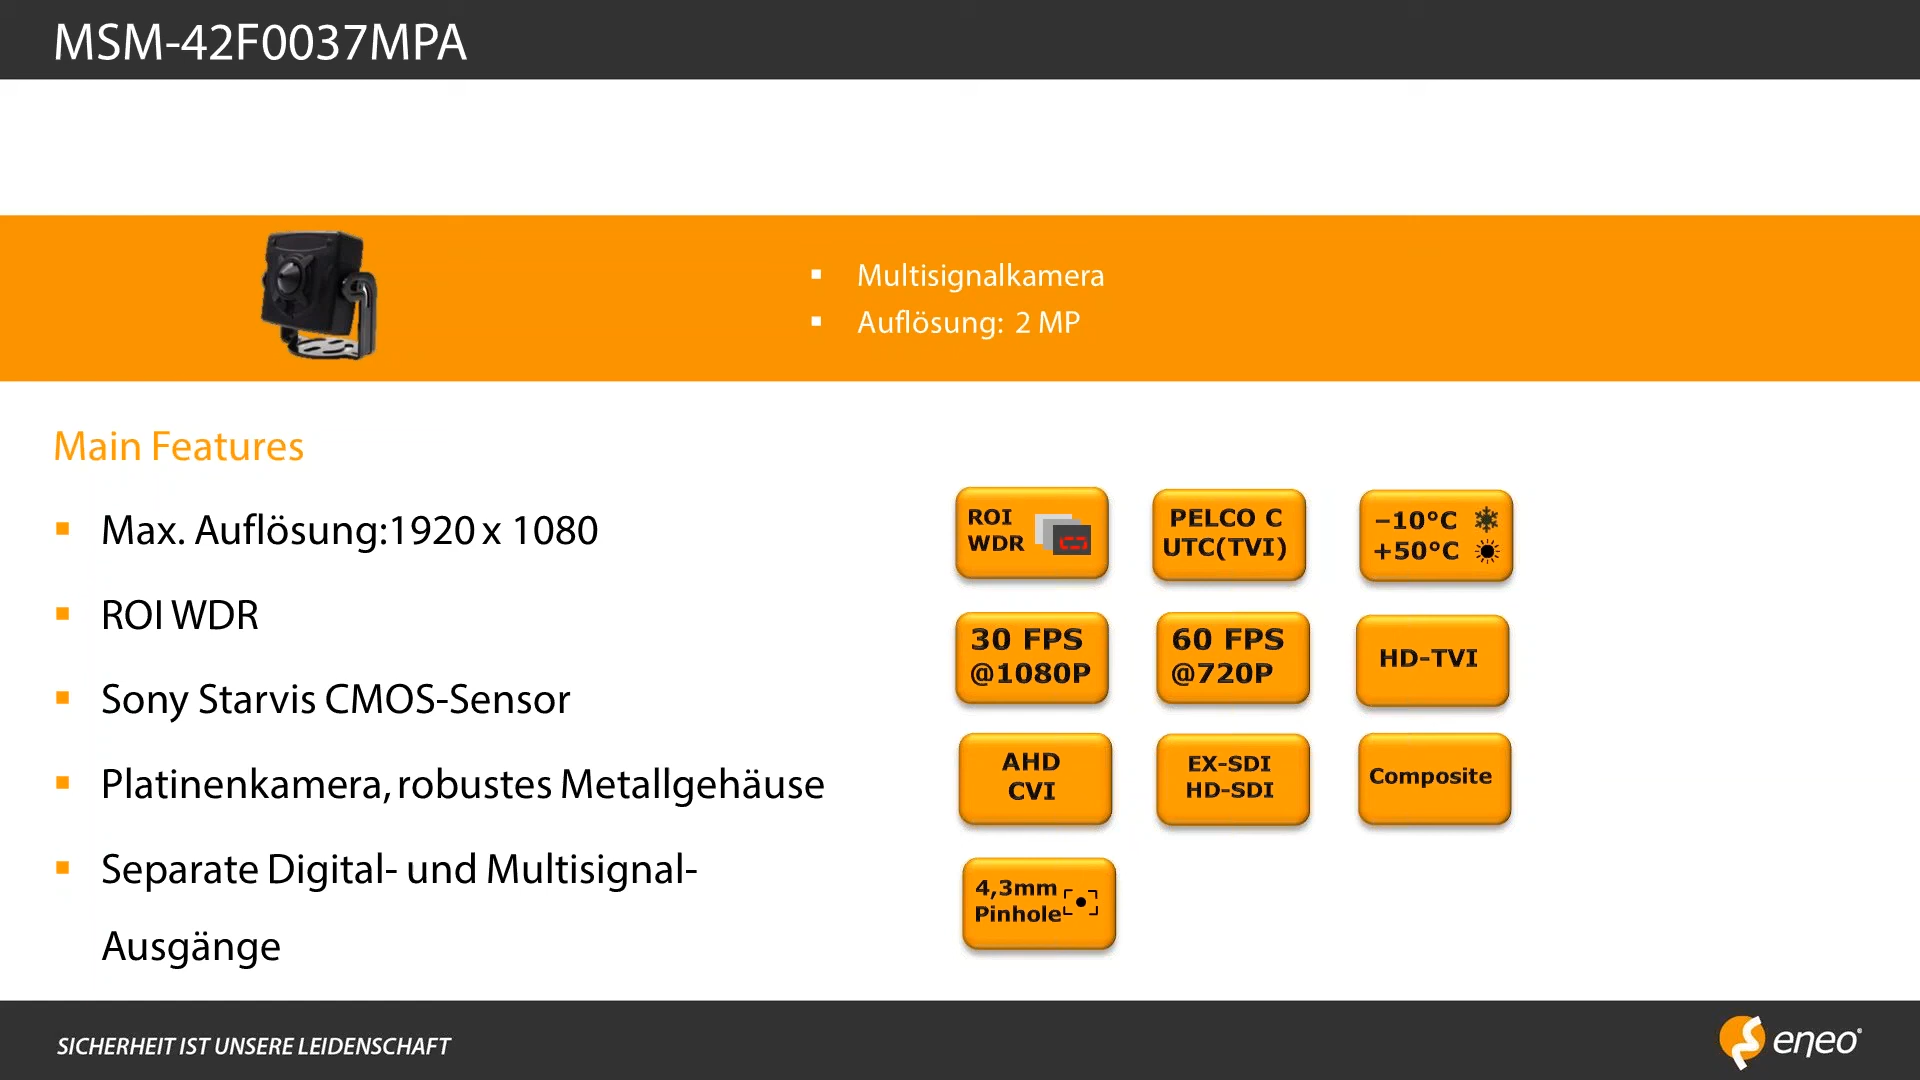 MSM-42F0037MPA
▪ Multisignalkamera
▪ Auflösung: 2 MP
Main Features
▪ Max. Auflösung:1920 x 1080
▪ ROI WDR
▪ Sony Starvis CMOS-Sensor
▪ Platinenkamera, robustes Metallgehäuse
▪ Separate Digital- und Multisignal-
Ausgänge
ROI
WDR
PELCO C
UTC(TVI)
–10°C
+50°C
30 FPS
@1080P
60 FPS
@720P
HD-TVI
AHD
CVI
EX-SDI
HD-SDI
Composite
4,3mm
Pinhole
SICHERHEIT IST UNSERE LEIDENSCHAFT
eneo®